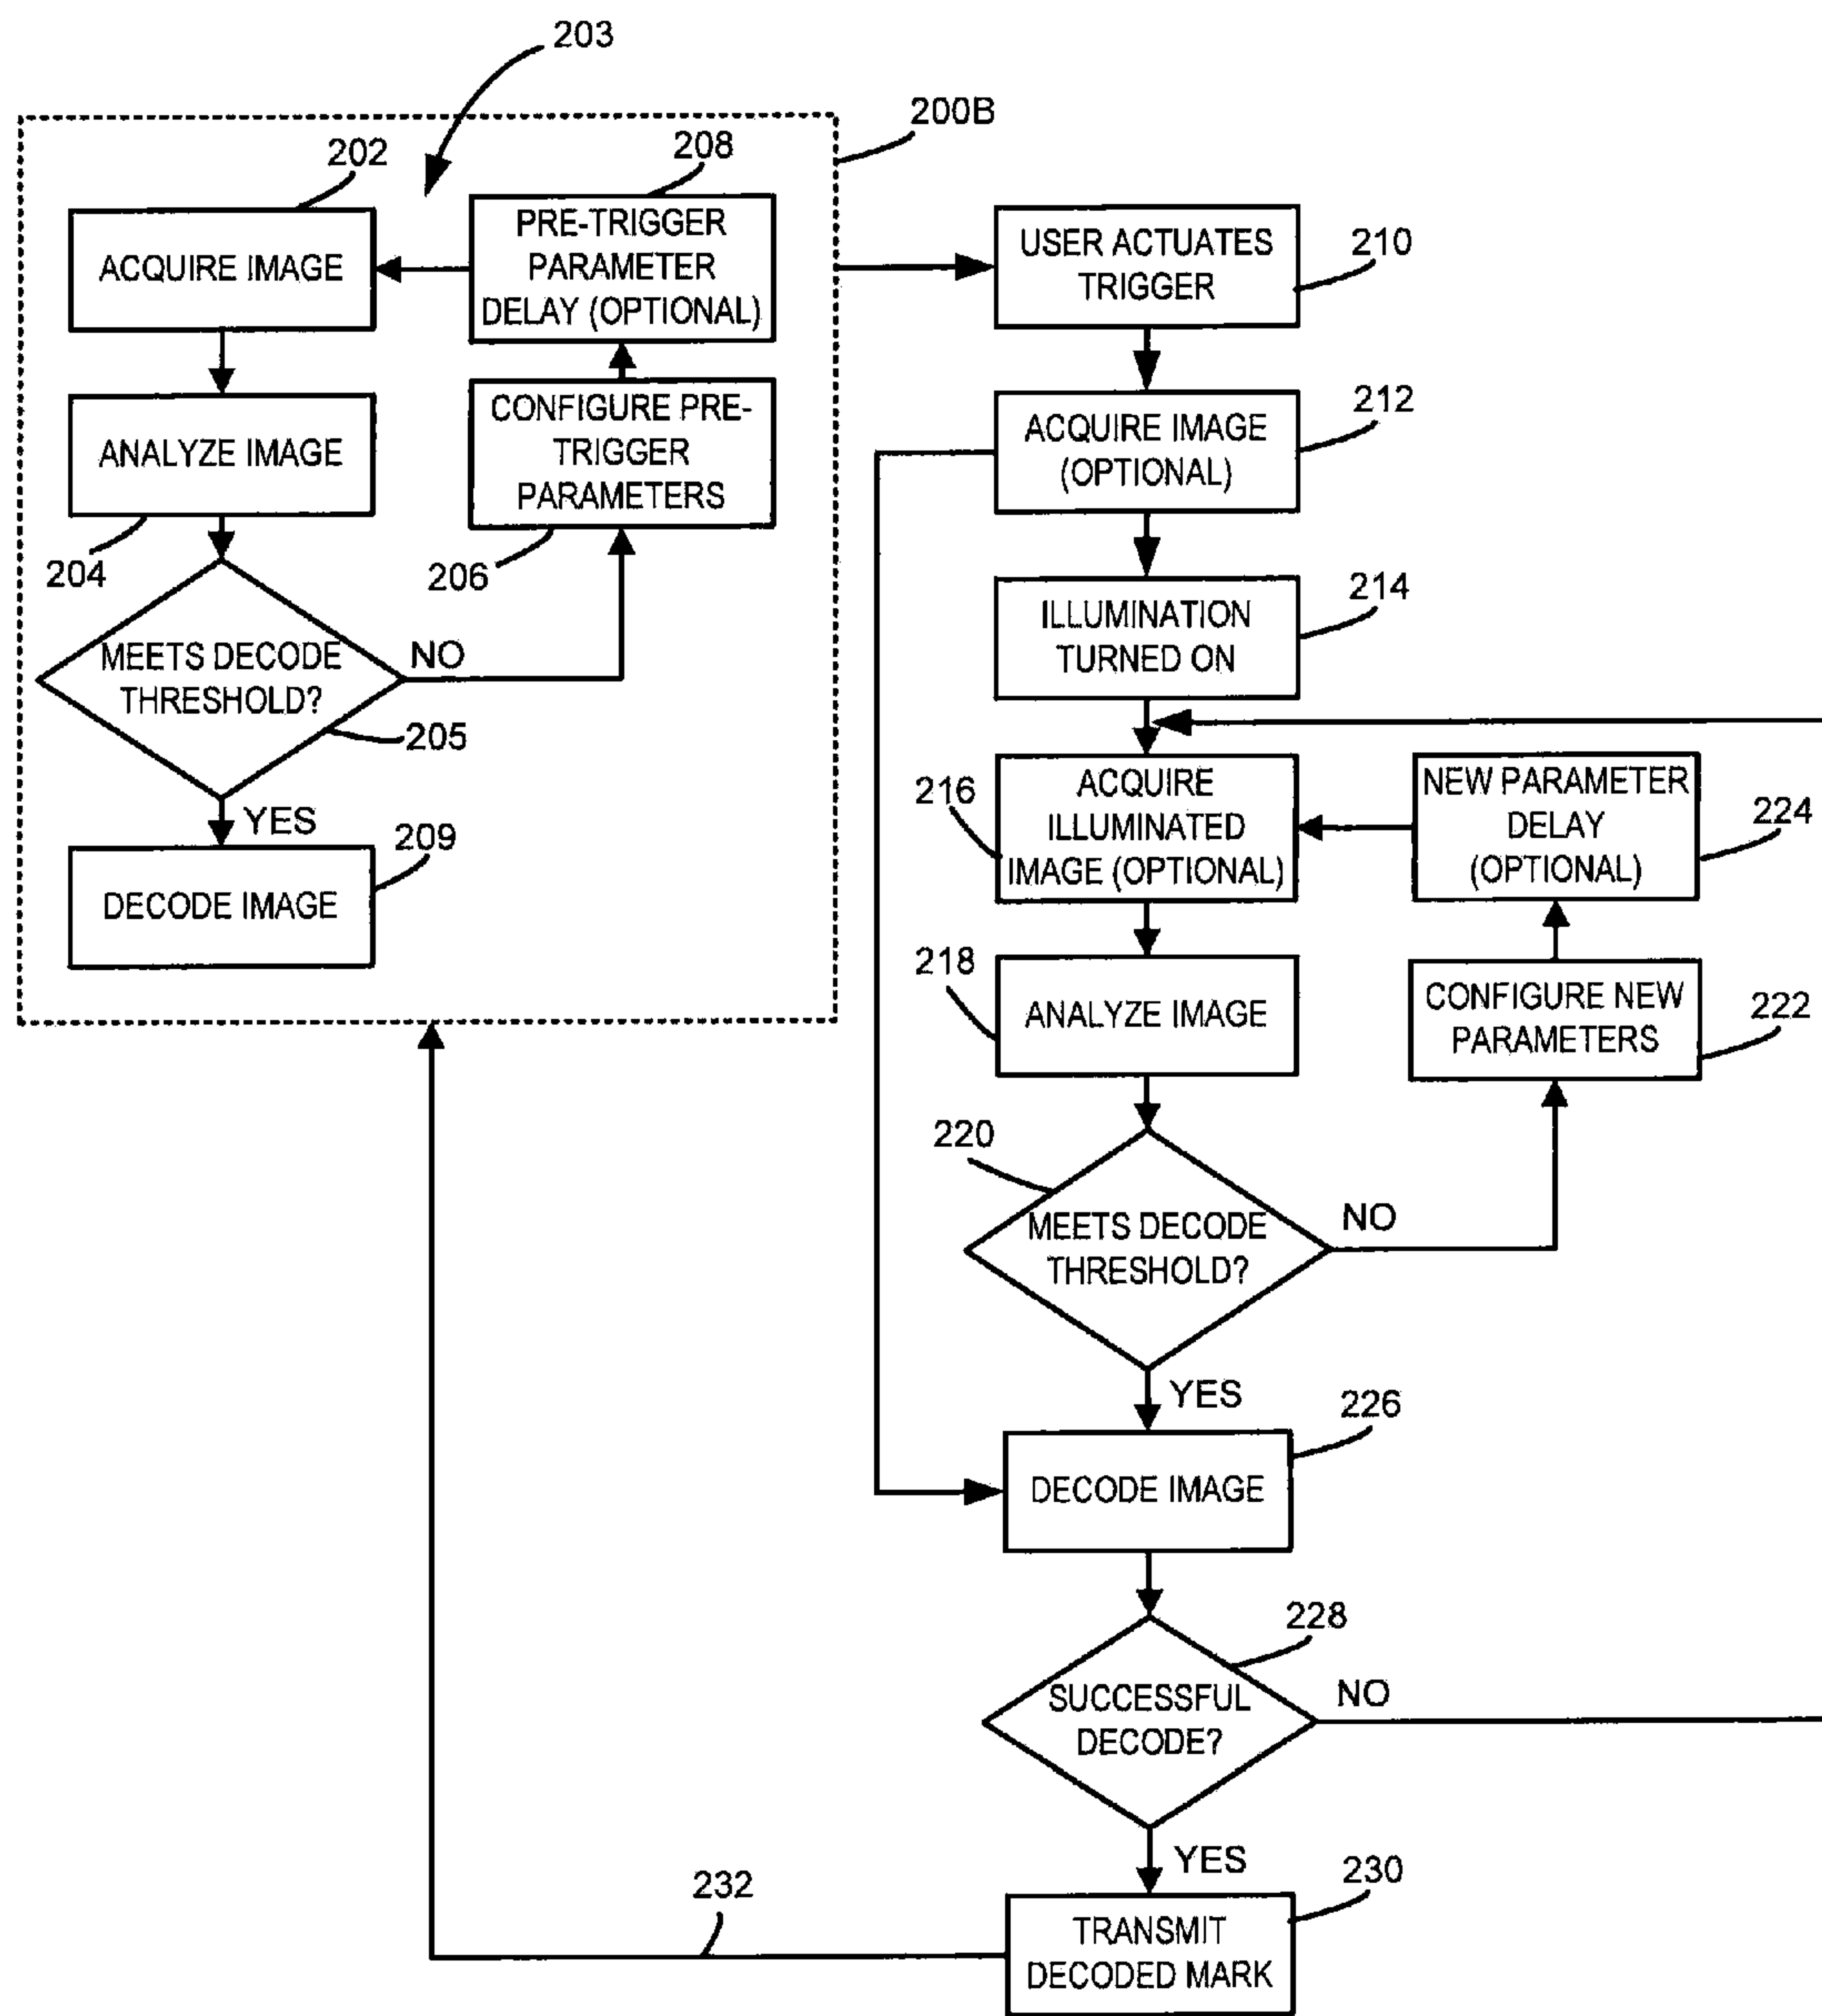 203
200B
202
208
ACQUIRE IMAGE
PRE-TRIGGER
PARAMETER
DELAY (OPTIONAL)
ANALYZE IMAGE
204
CONFIGURE PRE-
TRIGGER
PARAMETERS
206
MEETS DECODE
THRESHOLD?
NO
205
YES
209
DECODE IMAGE
USER ACTUATES
TRIGGER
210
ACQUIRE IMAGE
(OPTIONAL)
212
ILLUMINATION
TURNED ON
214
216
ACQUIRE
ILLUMINATED
IMAGE (OPTIONAL)
NEW PARAMETER
DELAY
(OPTIONAL)
224
218
ANALYZE IMAGE
CONFIGURE NEW
PARAMETERS
222
220
MEETS DECODE
THRESHOLD?
NO
YES
226
DECODE IMAGE
228
SUCCESSFUL
DECODE?
NO
YES
230
232
TRANSMIT
DECODED MARK